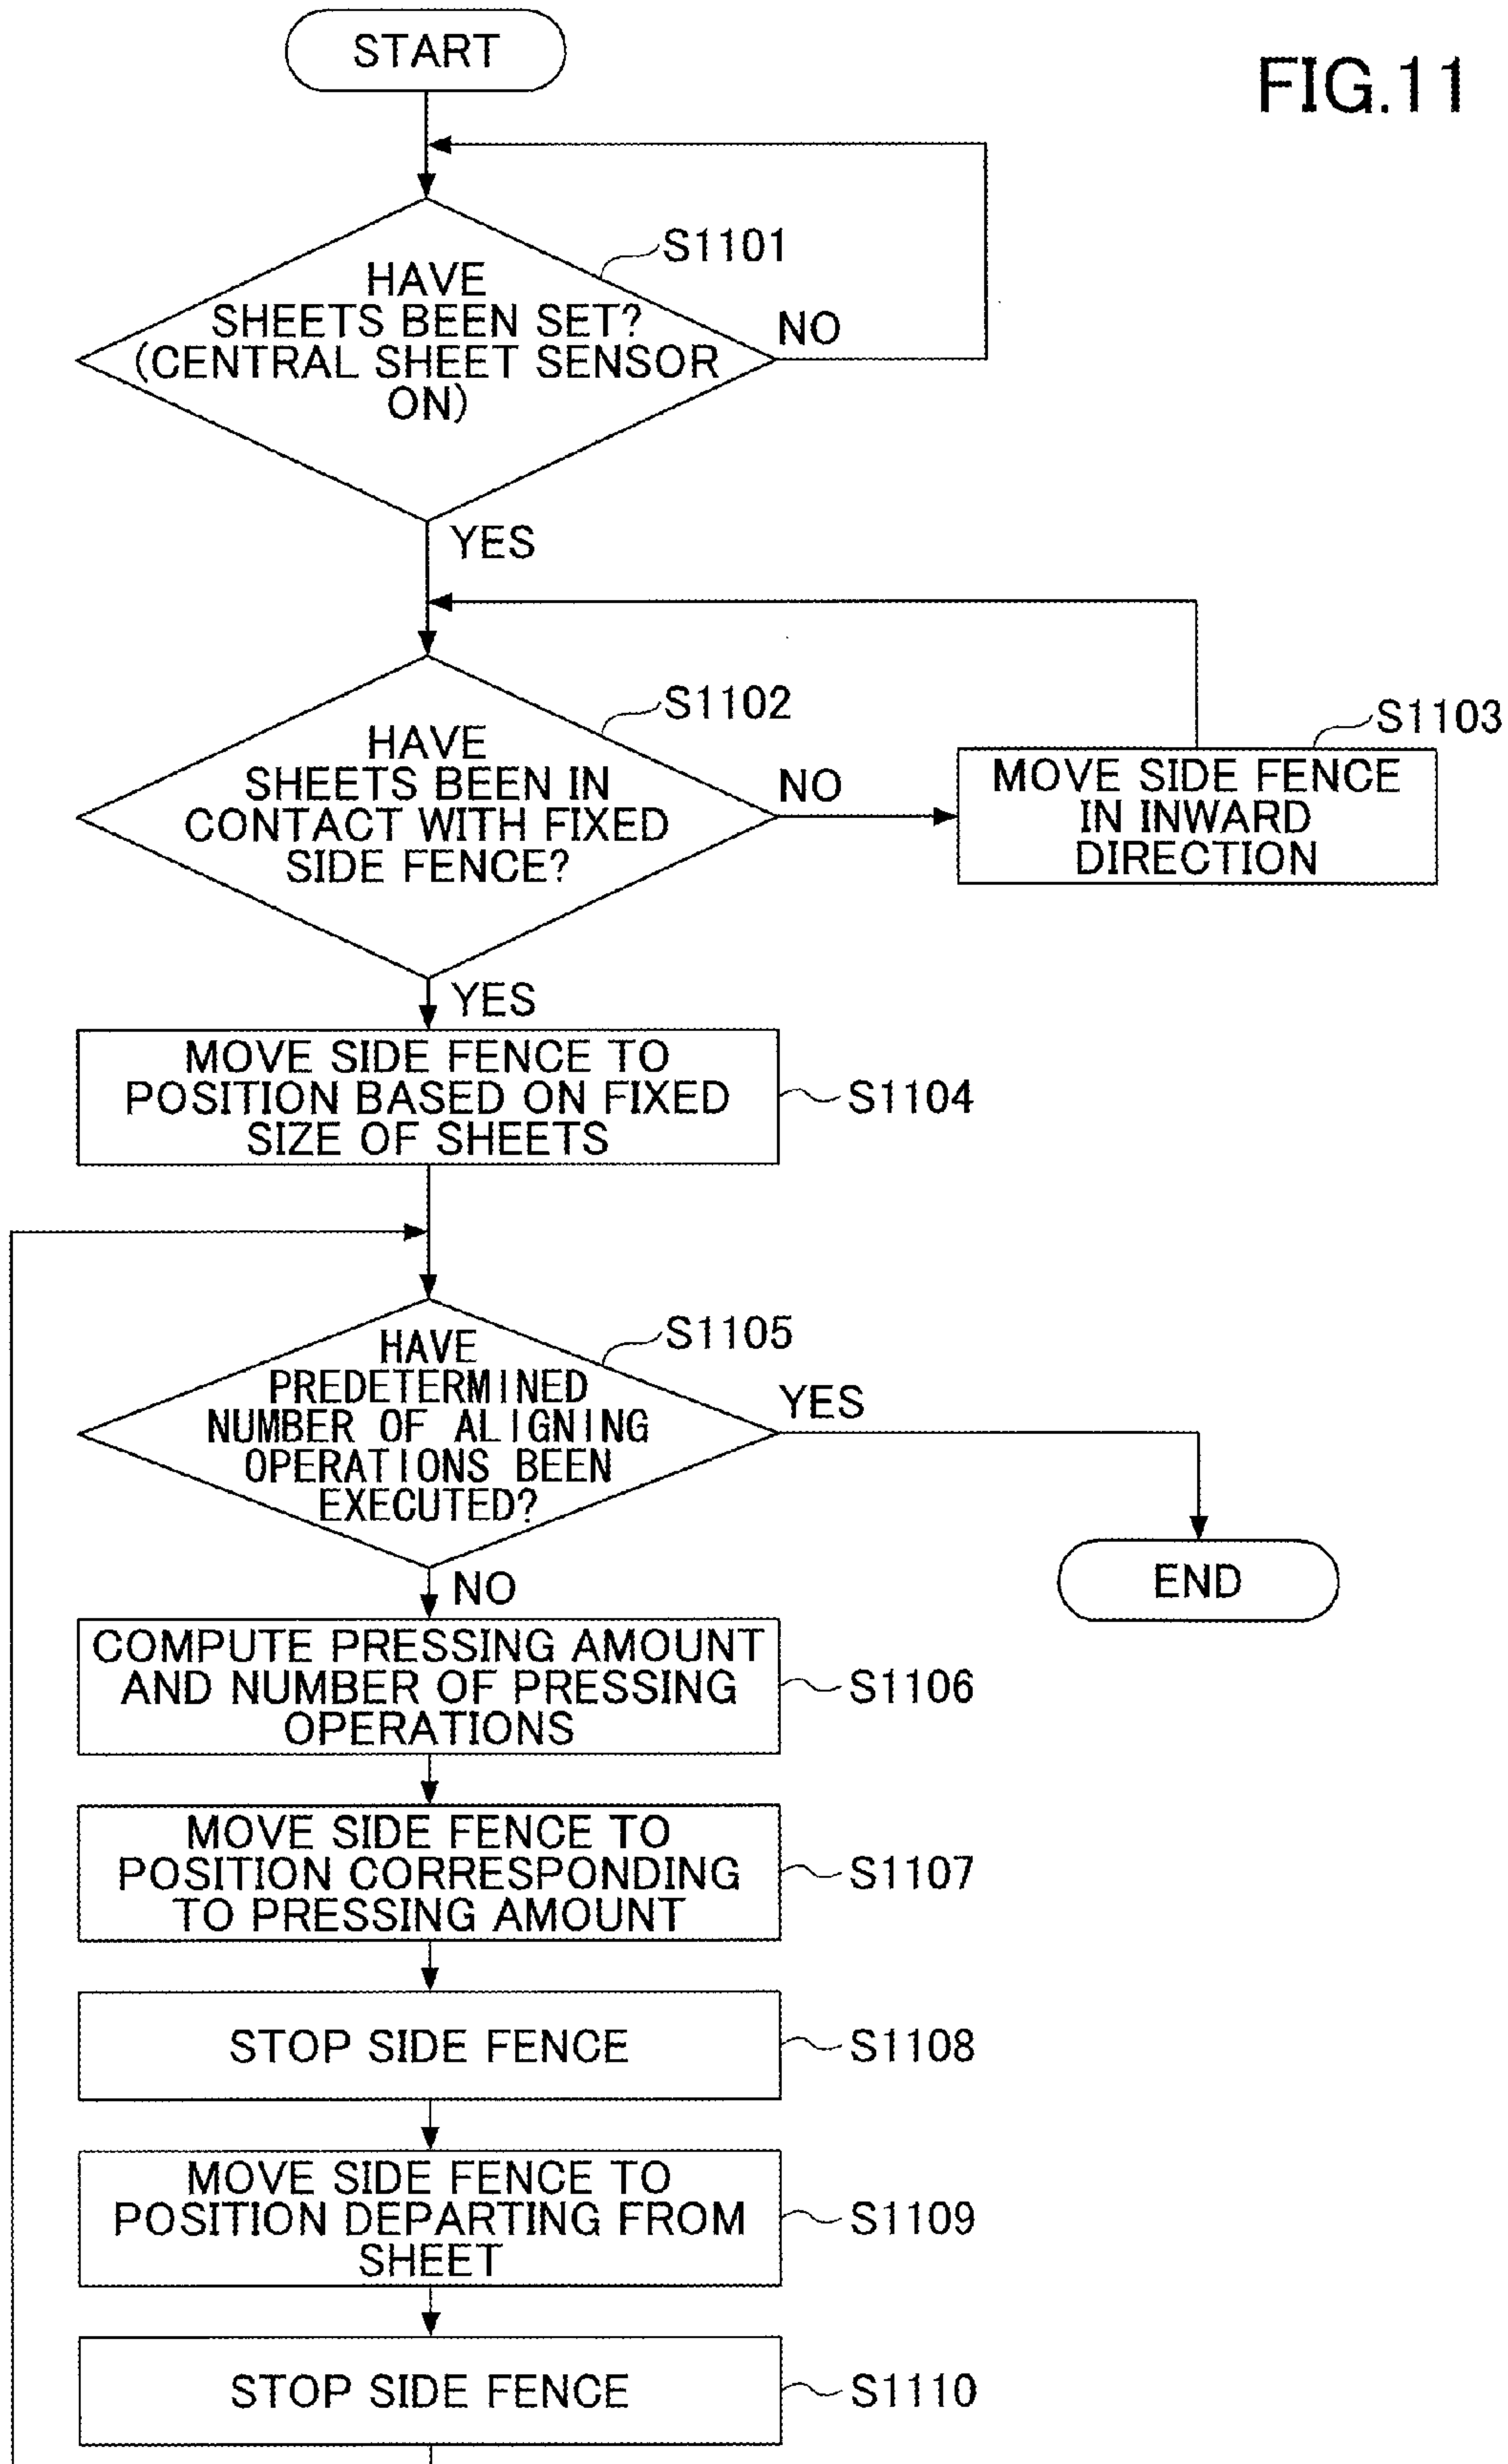 START
FIG.11
S1101
HAVE
SHEETS BEEN SET?
(CENTRAL SHEET SENSOR
ON)
NO
YES
S1102
HAVE
SHEETS BEEN IN
CONTACT WITH FIXED
SIDE FENCE?
NO
S1103
MOVE SIDE FENCE
IN INWARD
DIRECTION
YES
MOVE SIDE FENCE TO
POSITION BASED ON FIXED
SIZE OF SHEETS
S1104
S1105
HAVE
PREDETERMINED
NUMBER OF ALIGNING
OPERATIONS BEEN
EXECUTED?
YES
END
NO
COMPUTE PRESSING AMOUNT
AND NUMBER OF PRESSING
OPERATIONS
S1106
MOVE SIDE FENCE TO
POSITION CORRESPONDING
TO PRESSING AMOUNT
S1107
STOP SIDE FENCE
S1108
MOVE SIDE FENCE TO
POSITION DEPARTING FROM
SHEET
S1109
STOP SIDE FENCE
S1110